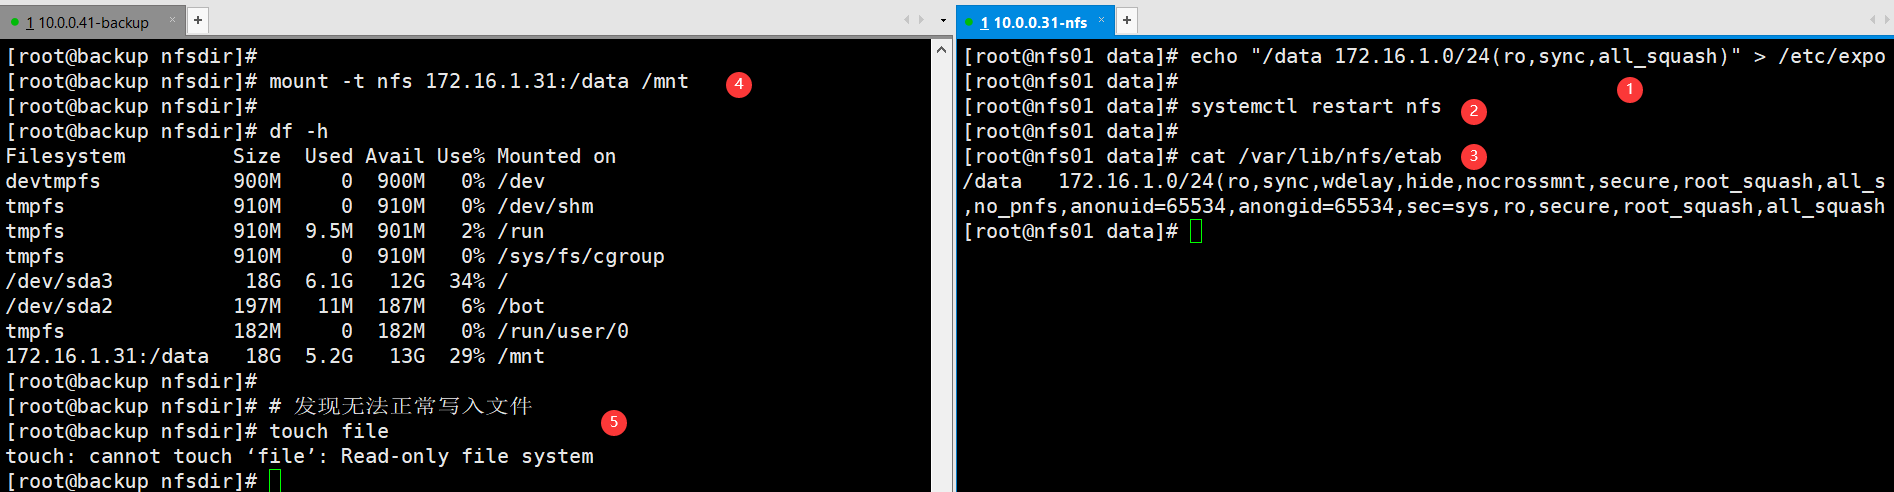 1 10.0.0.41-backup × +
[root@backup nfsdir]#
[root@backup nfsdir]# mount -t nfs 172.16.1.31:/data /mnt 4
[root@backup nfsdir]#
[root@backup nfsdir]# df -h
Filesystem Size Used Avail Use% Mounted on
devtmpfs 900M 0 900M 0% /dev
tmpfs 910M 0 910M 0% /dev/shm
tmpfs 910M 9.5M 901M 2% /run
tmpfs 910M 0 910M 0% /sys/fs/cgroup
/dev/sda3 18G 6.1G 12G 34% /
/dev/sda2 197M 11M 187M 6% /bot
tmpfs 182M 0 182M 0% /run/user/0
172.16.1.31:/data 18G 5.2G 13G 29% /mnt
[root@backup nfsdir]#
[root@backup nfsdir]# # 发现无法正常写入文件
5
[root@backup nfsdir]# touch file
touch: cannot touch ‘file’: Read-only file system
[root@backup nfsdir]#
1 10.0.0.31-nfs × +
[root@nfs01 data]# echo "/data 172.16.1.0/24(ro,sync,all_squash)" > /etc/expo
[root@nfs01 data]# 1
[root@nfs01 data]# systemctl restart nfs 2
[root@nfs01 data]#
[root@nfs01 data]# cat /var/lib/nfs/etab 3
/data 172.16.1.0/24(ro,sync,wdelay,hide,nocrossmnt,secure,root_squash,all_s
,no_pnfs,anonuid=65534,anongid=65534,sec=sys,ro,secure,root_squash,all_squash
[root@nfs01 data]#